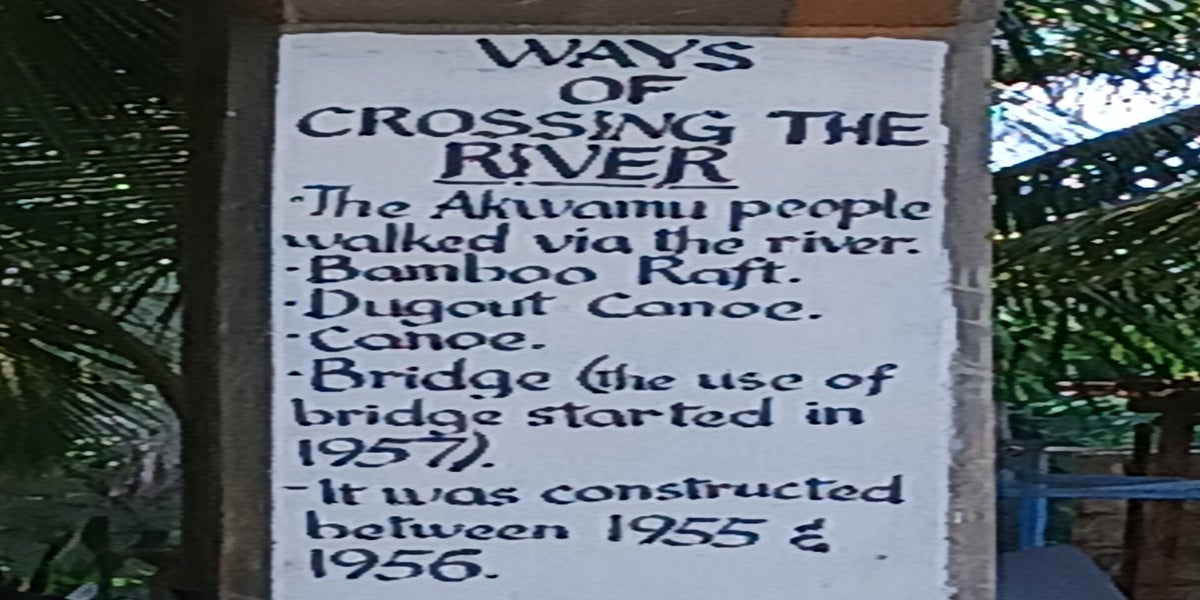 WAYS
OF
CROSSING THE
RIVER
·The Akwamu people
walked via the river.
·Bamboo Raft.
·Dugout Canoe.
·Canoe.
·Bridge (the use of
bridge started in
1957).
-It was constructed
between 1955 &
1956.